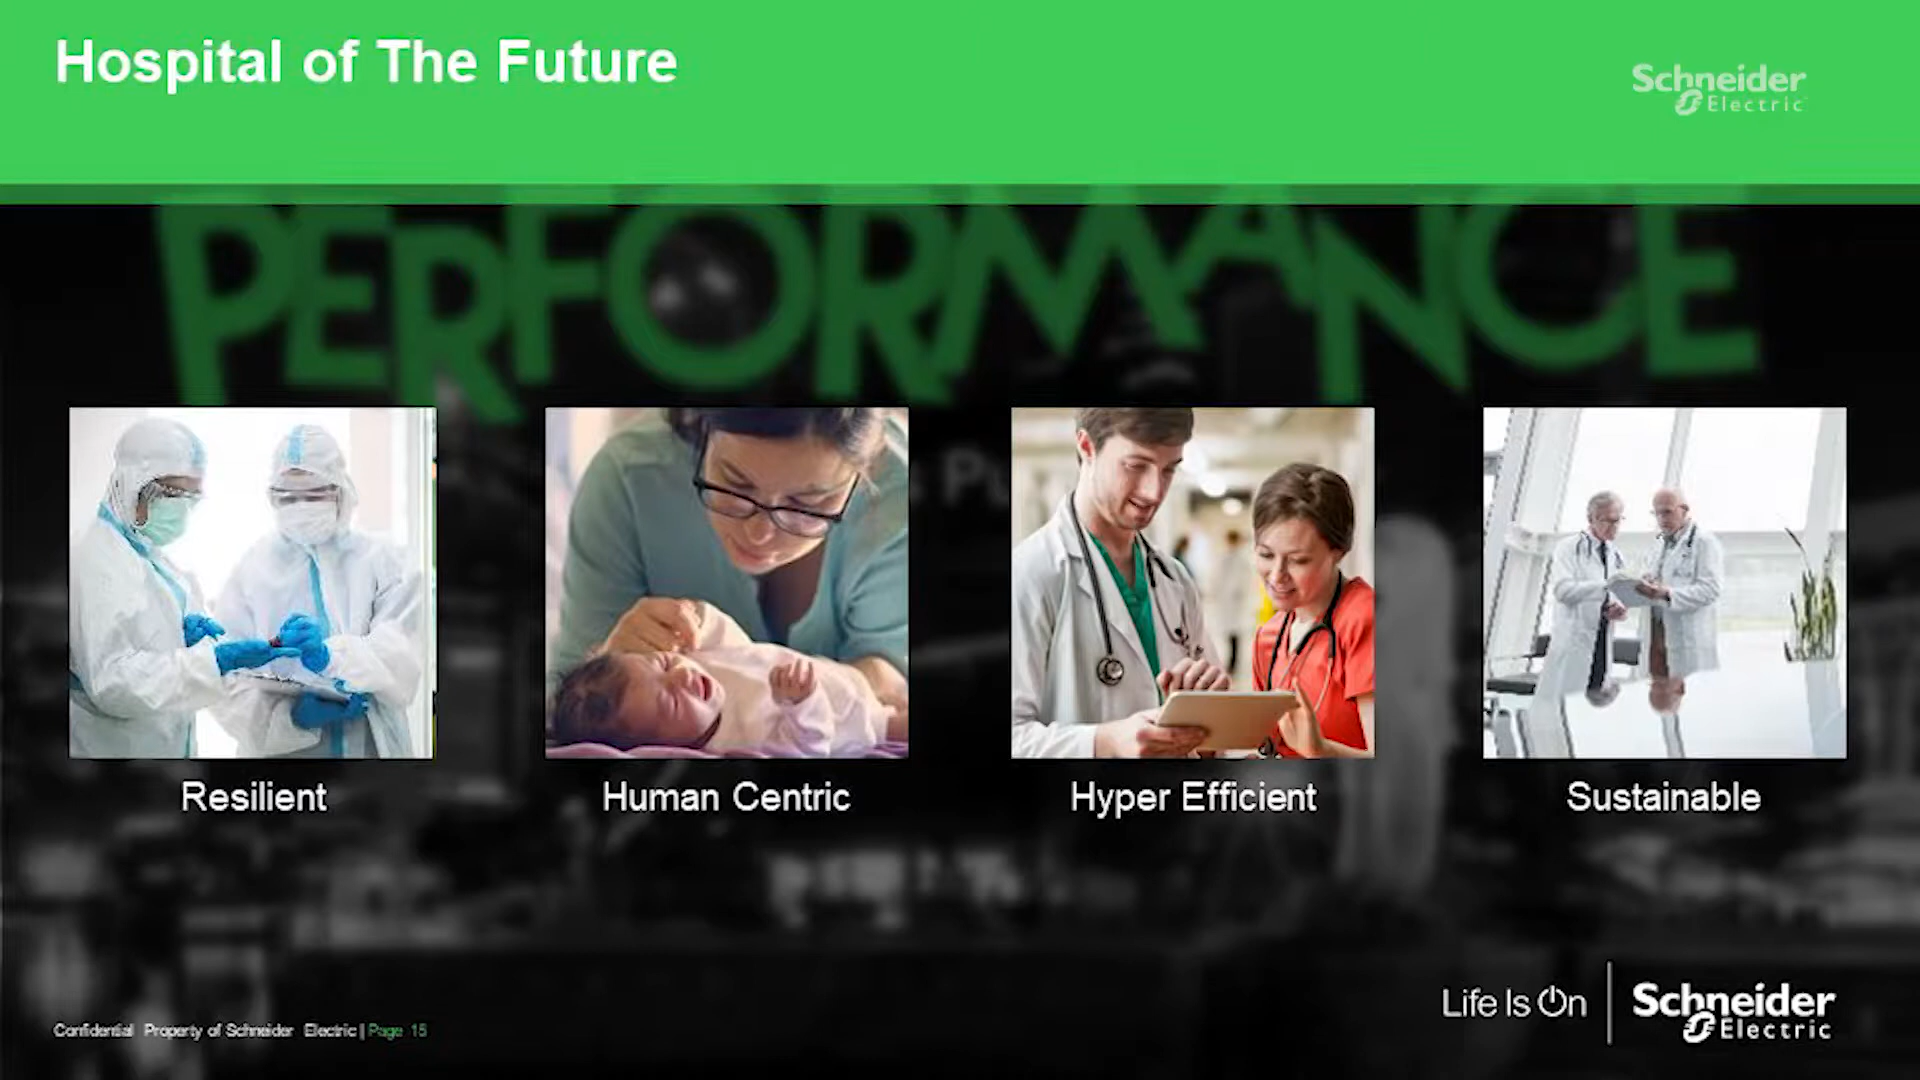 Hospital of The Future
Schneider
Electric
PERFORMANCE
Resilient
Human Centric
Hyper Efficient
Sustainable
Life Is On
Schneider
Electric
Confidential Property of Schneider Electric | Page 15